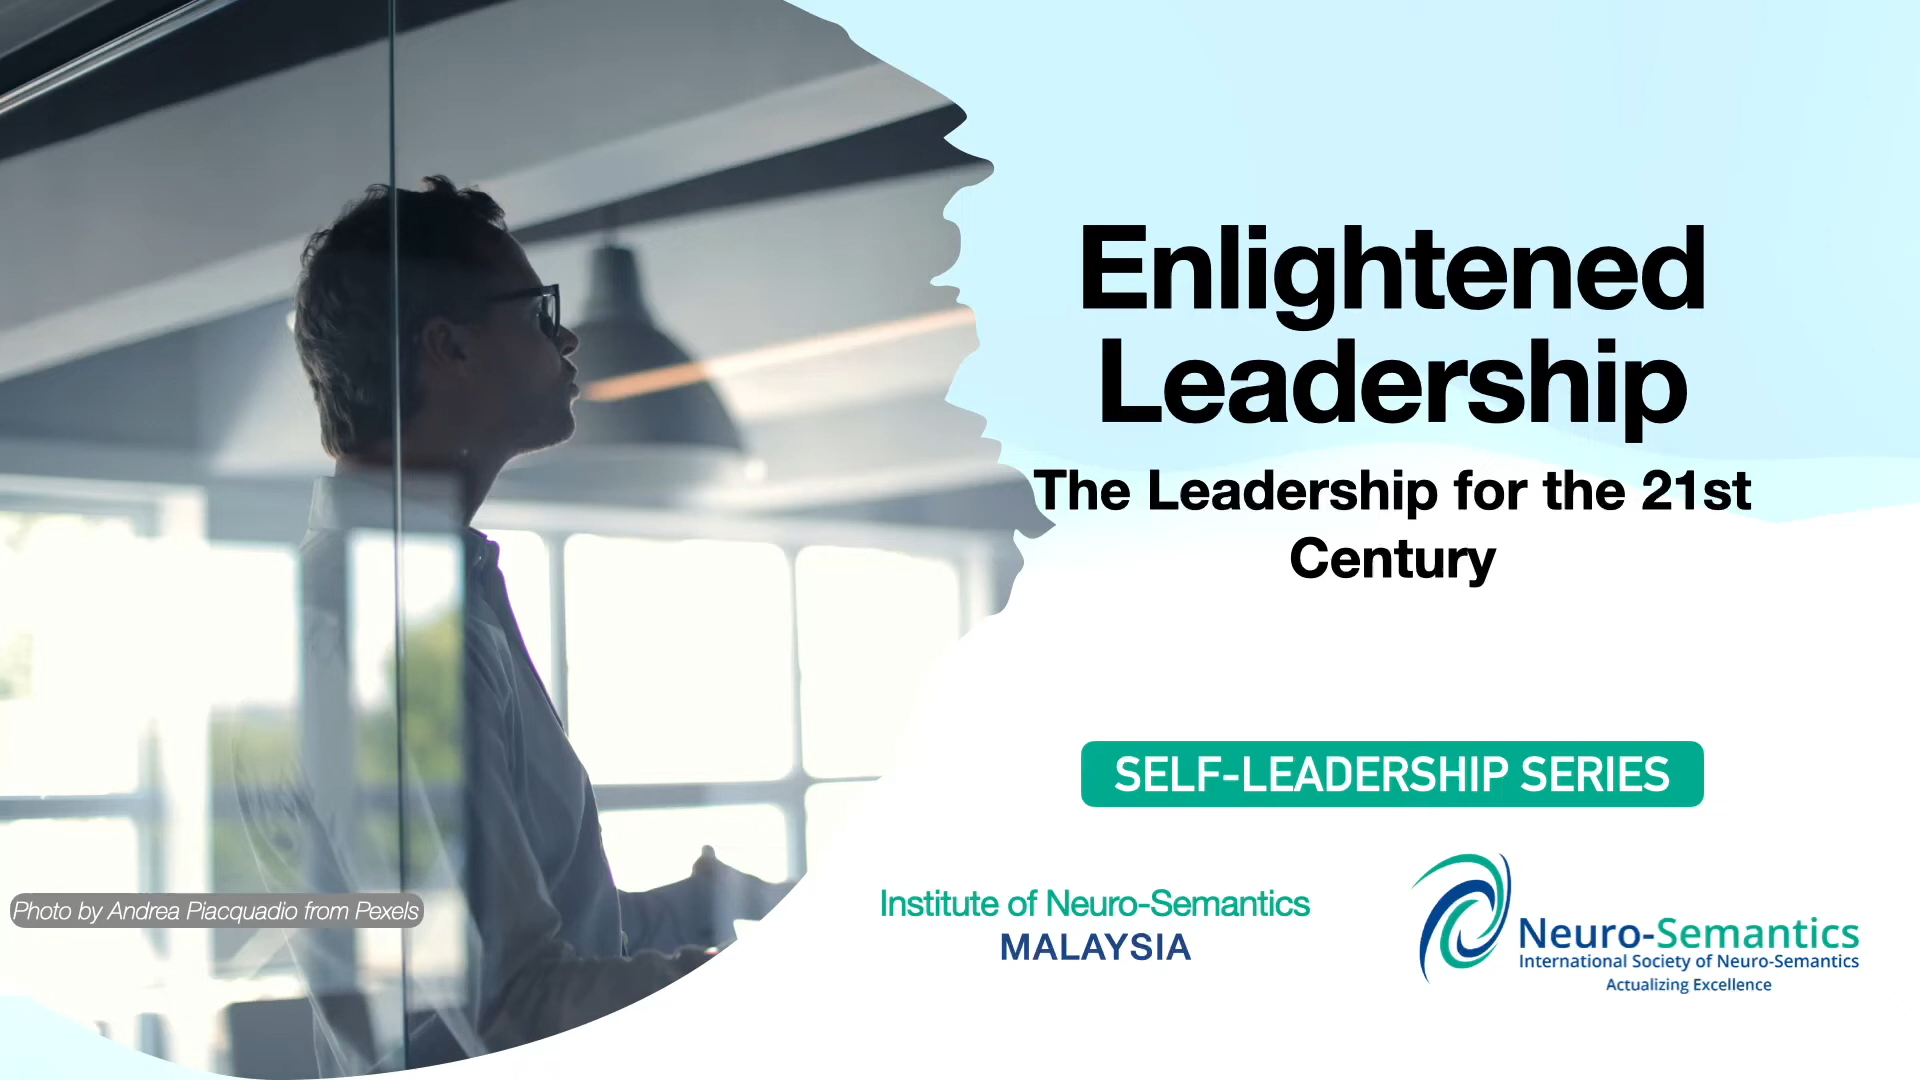 Enlightened
Leadership
The Leadership for the 21st
Century
SELF-LEADERSHIP SERIES
Institute of Neuro-Semantics
MALAYSIA
Neuro-Semantics
International Society of Neuro-Semantics
Actualizing Excellence
Photo by Andrea Piacquadio from Pexels